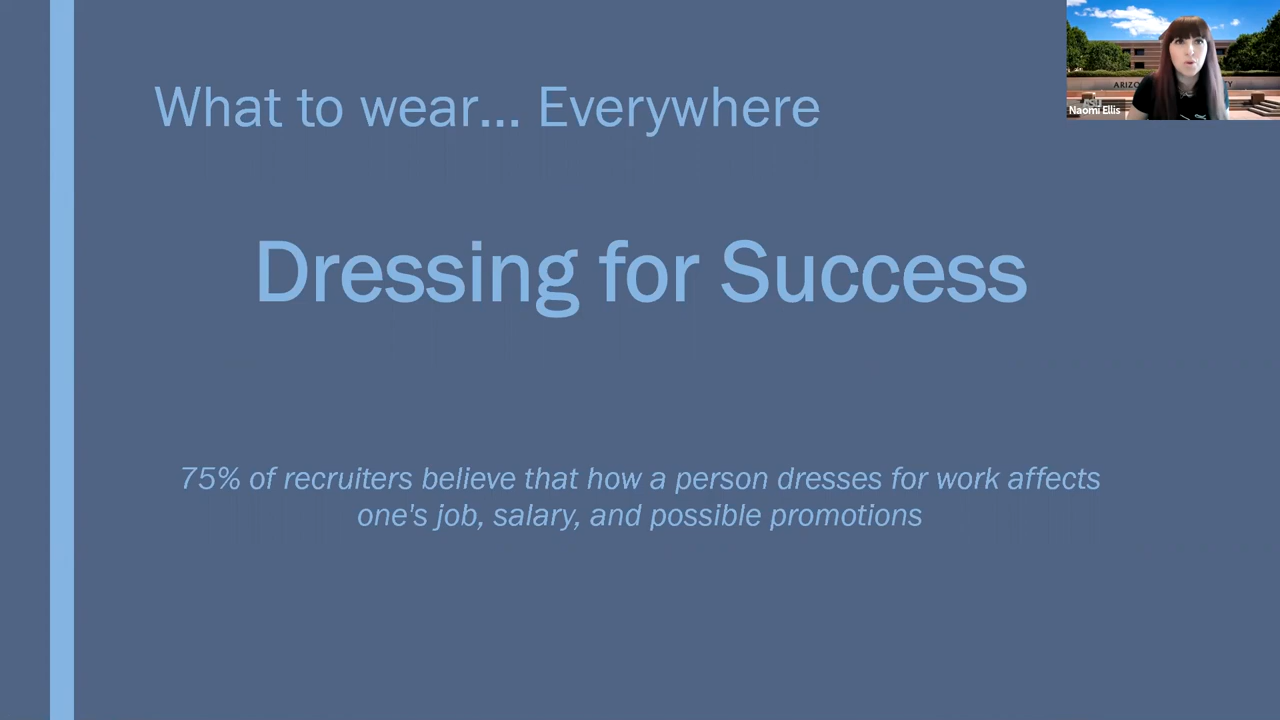 What to wear... Everywhere
Naomi Ellis
Dressing for Success
75% of recruiters believe that how a person dresses for work affects
one's job, salary, and possible promotions